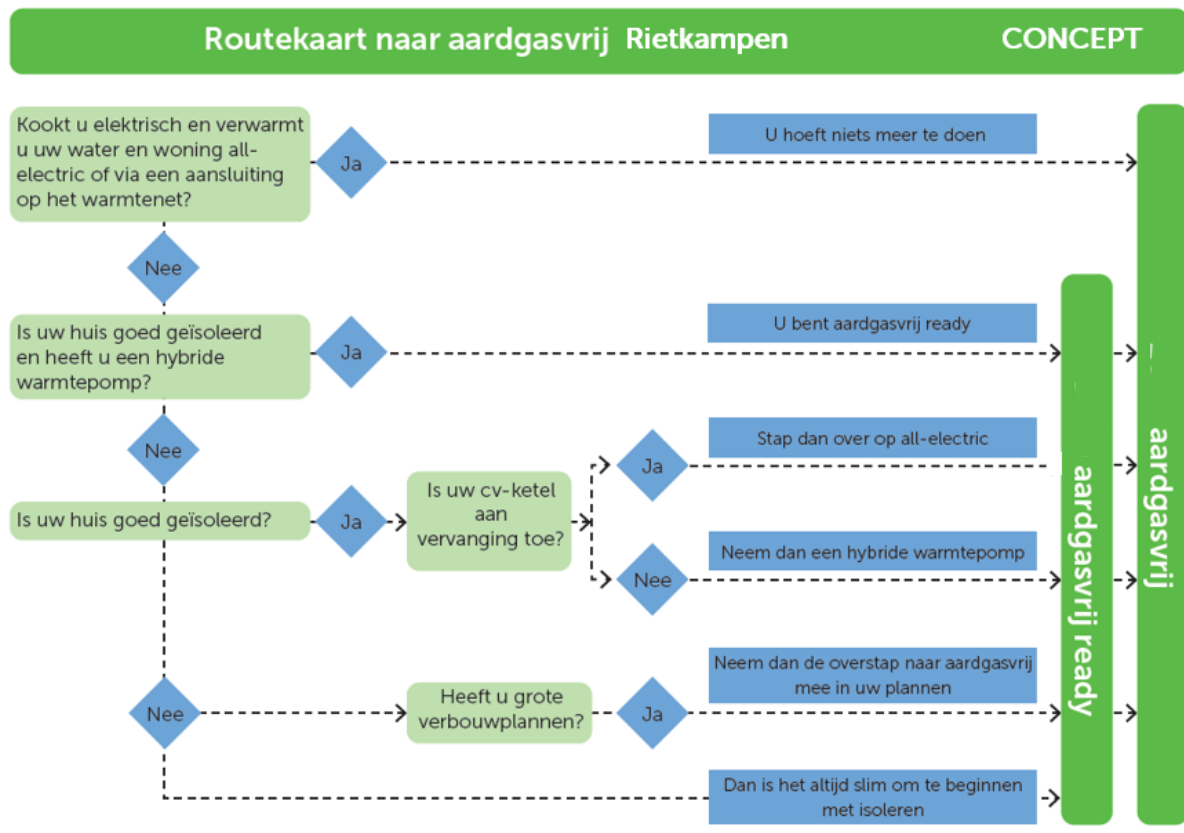 Routekaart naar aardgasvrij Rietkampen CONCEPT
Kookt u elektrisch en verwarmt
u uw water en woning all-
electric of via een aansluiting
op het warmtenet?
Ja
U hoeft niets meer te doen
Nee
Is uw huis goed geïsoleerd
en heeft u een hybride
warmtepomp?
Ja
U bent aardgasvrij ready
Nee
Is uw huis goed geïsoleerd?
Ja
Is uw cv-ketel
aan
vervanging toe?
Ja
Stap dan over op all-electric
Nee
Neem dan een hybride warmtepomp
Nee
Heeft u grote
verbouwplannen?
Ja
Neem dan de overstap naar aardgasvrij
mee in uw plannen
Dan is het altijd slim om te beginnen
met isoleren
aardgasvrij ready
aardgasvrij